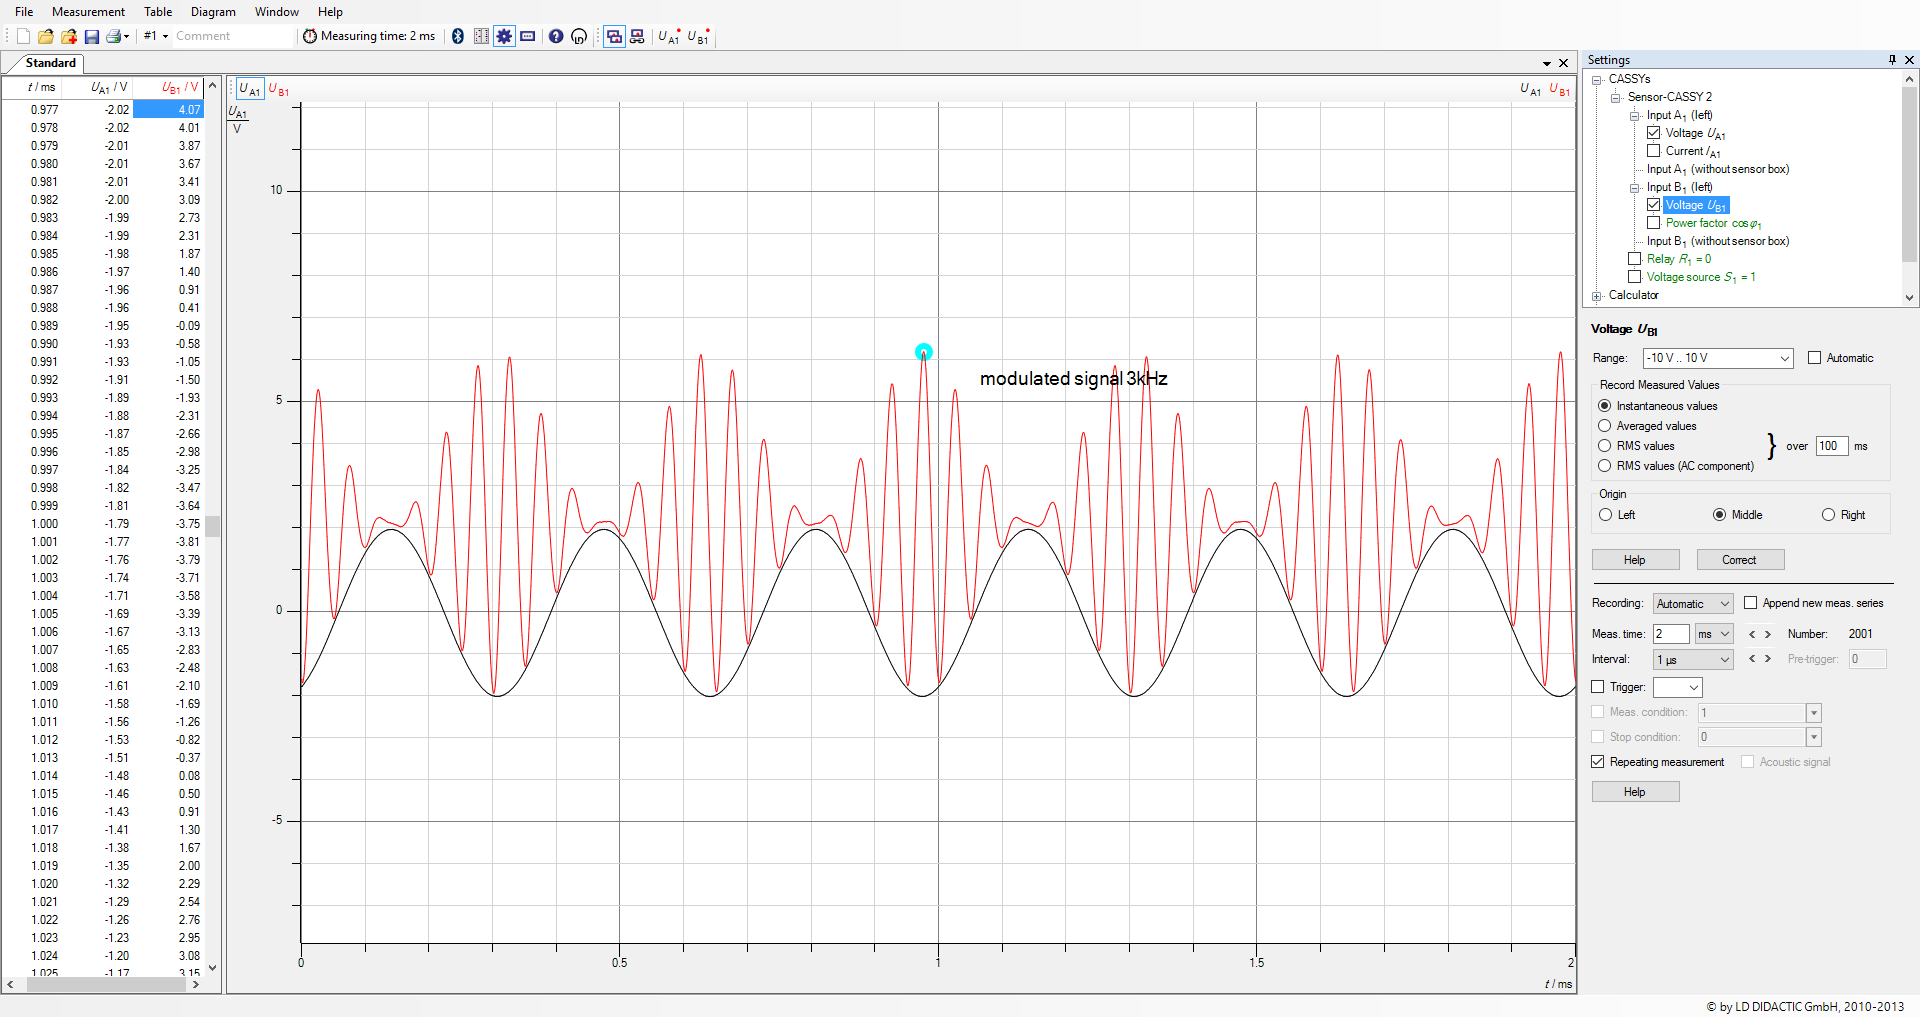 File Measurement Table Diagram Window Help
#1 Comment Measuring time: 2 ms UA1 UB1
Standard
t / ms UA1 / V UB1 / V
0.977 -2.02 4.07
0.978 -2.02 4.01
0.979 -2.01 3.87
0.980 -2.01 3.67
0.981 -2.01 3.41
0.982 -2.00 3.09
0.983 -1.99 2.73
0.984 -1.99 2.31
0.985 -1.98 1.87
0.986 -1.97 1.40
0.987 -1.96 0.91
0.988 -1.96 0.41
0.989 -1.95 -0.09
0.990 -1.93 -0.58
0.991 -1.93 -1.05
0.992 -1.91 -1.50
0.993 -1.89 -1.93
0.994 -1.88 -2.31
0.995 -1.87 -2.66
0.996 -1.85 -2.98
0.997 -1.84 -3.25
0.998 -1.82 -3.47
0.999 -1.81 -3.64
1.000 -1.79 -3.75
1.001 -1.77 -3.81
1.002 -1.76 -3.79
1.003 -1.74 -3.71
1.004 -1.71 -3.58
1.005 -1.69 -3.39
1.006 -1.67 -3.13
1.007 -1.65 -2.83
1.008 -1.63 -2.48
1.009 -1.61 -2.10
1.010 -1.58 -1.69
1.011 -1.56 -1.26
1.012 -1.53 -0.82
1.013 -1.51 -0.37
1.014 -1.48 0.08
1.015 -1.46 0.50
1.016 -1.43 0.91
1.017 -1.41 1.30
1.018 -1.38 1.67
1.019 -1.35 2.00
1.020 -1.32 2.29
1.021 -1.29 2.54
1.022 -1.26 2.76
1.023 -1.23 2.95
1.024 -1.20 3.08
1.025 -1.17 3.15
UA1 UB1 UA1 UB1
UA1
V
10
5
0
-5
modulated signal 3kHz
0 0.5 1 1.5 2
t / ms
Settings
CASSYs
Sensor-CASSY 2
Input A1 (left)
Voltage UA1
Current IA1
Input A1 (without sensor box)
Input B1 (left)
Voltage UB1
Power factor cosφ1
Input B1 (without sensor box)
Relay R1 = 0
Voltage source S1 = 1
Calculator
Voltage UB1
Range: -10 V .. 10 V Automatic
Record Measured Values
Instantaneous values
Averaged values
RMS values } over 100 ms
RMS values (AC component)
Origin
Left Middle Right
Help Correct
Recording: Automatic Append new meas. series
Meas. time: 2 ms < > Number: 2001
Interval: 1 µs < > Pre-trigger: 0
Trigger:
Meas. condition: 1
Stop condition: 0
Repeating measurement Acoustic signal
Help
© by LD DIDACTIC GmbH, 2010-2013